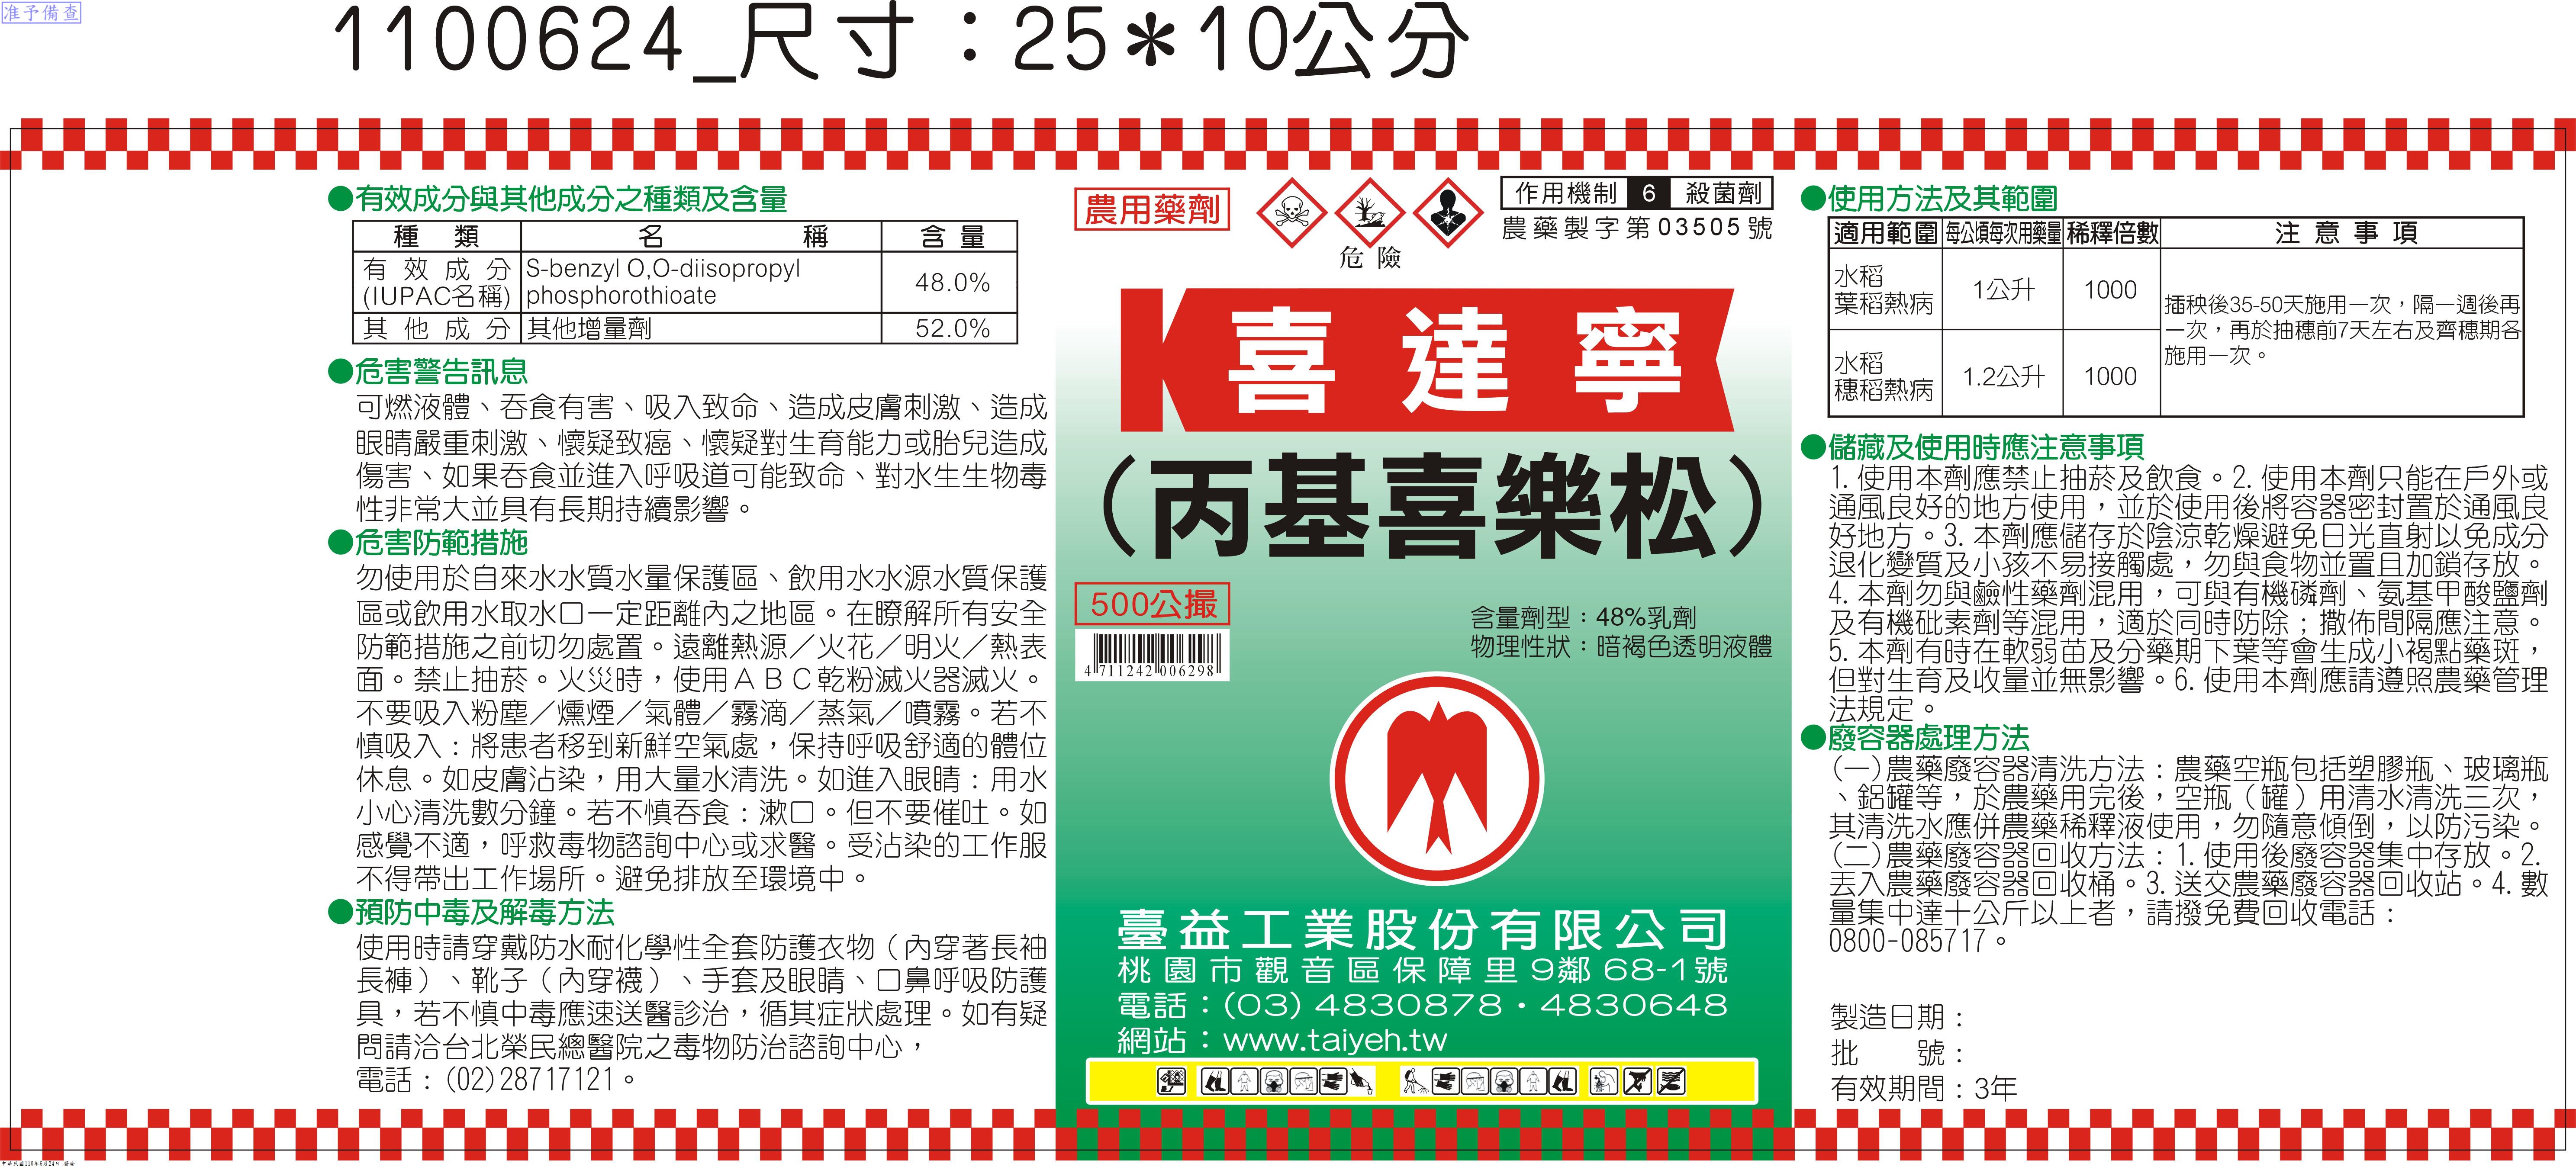 准予備查
1100624_尺寸：25*10公分
●有效成分與其他成分之種類及含量
種 類 名 稱 含量
有效成分 S-benzyl O,O-diisopropyl 48.0%
(IUPAC名稱) phosphorothioate
其他成分 其他增量劑 52.0%
●危害警告訊息
可燃液體、吞食有害、吸入致命、造成皮膚刺激、造成
眼睛嚴重刺激、懷疑致癌、懷疑對生育能力或胎兒造成
傷害、如果吞食並進入呼吸道可能致命、對水生生物毒
性非常大並具有長期持續影響。
●危害防範措施
勿使用於自來水水質水量保護區、飲用水水源水質保護
區或飲用水取水口一定距離內之地區。在瞭解所有安全
防範措施之前切勿處置。遠離熱源／火花／明火／熱表
面。禁止抽菸。火災時，使用ＡＢＣ乾粉滅火器滅火。
不要吸入粉塵／燻煙／氣體／霧滴／蒸氣／噴霧。若不
慎吸入：將患者移到新鮮空氣處，保持呼吸舒適的體位
休息。如皮膚沾染，用大量水清洗。如進入眼睛：用水
小心清洗數分鐘。若不慎吞食：漱口。但不要催吐。如
感覺不適，呼救毒物諮詢中心或求醫。受沾染的工作服
不得帶出工作場所。避免排放至環境中。
●預防中毒及解毒方法
使用時請穿戴防水耐化學性全套防護衣物（內穿著長袖
長褲）、靴子（內穿襪）、手套及眼睛、口鼻呼吸防護
具，若不慎中毒應速送醫診治，循其症狀處理。如有疑
問請洽台北榮民總醫院之毒物防治諮詢中心，
電話：(02)28717121。
農用藥劑
危險
作用機制 6 殺菌劑
農藥製字第03505號
喜達寧
（丙基喜樂松）
500公撮
4 711242 006298
含量劑型：48%乳劑
物理性狀：暗褐色透明液體
臺益工業股份有限公司
桃園市觀音區保障里9鄰68-1號
電話：(03) 4830878・4830648
網站：www.taiyeh.tw
●使用方法及其範圍
適用範圍 每公頃每次用藥量 稀釋倍數 注意事項
水稻
葉稻熱病 1公升 1000
水稻
穗稻熱病 1.2公升 1000
插秧後35-50天施用一次，隔一週後再
一次，再於抽穗前7天左右及齊穗期各
施用一次。
●儲藏及使用時應注意事項
1.使用本劑應禁止抽菸及飲食。2.使用本劑只能在戶外或
通風良好的地方使用，並於使用後將容器密封置於通風良
好地方。3.本劑應儲存於陰涼乾燥避免日光直射以免成分
退化變質及小孩不易接觸處，勿與食物並置且加鎖存放。
4.本劑勿與鹼性藥劑混用，可與有機磷劑、氨基甲酸鹽劑
及有機砒素劑等混用，適於同時防除；撒佈間隔應注意。
5.本劑有時在軟弱苗及分蘗期下葉等會生成小褐點藥斑，
但對生育及收量並無影響。6.使用本劑應請遵照農藥管理
法規定。
●廢容器處理方法
(一)農藥廢容器清洗方法：農藥空瓶包括塑膠瓶、玻璃瓶
、鋁罐等，於農藥用完後，空瓶（罐）用清水清洗三次，
其清洗水應併農藥稀釋液使用，勿隨意傾倒，以防污染。
(二)農藥廢容器回收方法：1.使用後廢容器集中存放。2.
丟入農藥廢容器回收桶。3.送交農藥廢容器回收站。4.數
量集中達十公斤以上者，請撥免費回收電話：
0800-085717。
製造日期：
批 號：
有效期間：3年